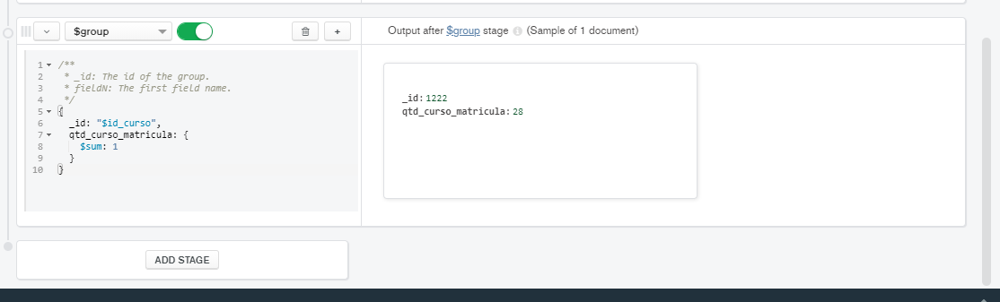 $group
+
Output after $group stage (Sample of 1 document)
1 /**
2 * _id: The id of the group.
3 * fieldN: The first field name.
4 */
5 {
6 _id: "$id_curso",
7 qtd_curso_matricula: {
8 $sum: 1
9 }
10 }
_id: 1222
qtd_curso_matricula: 28
ADD STAGE